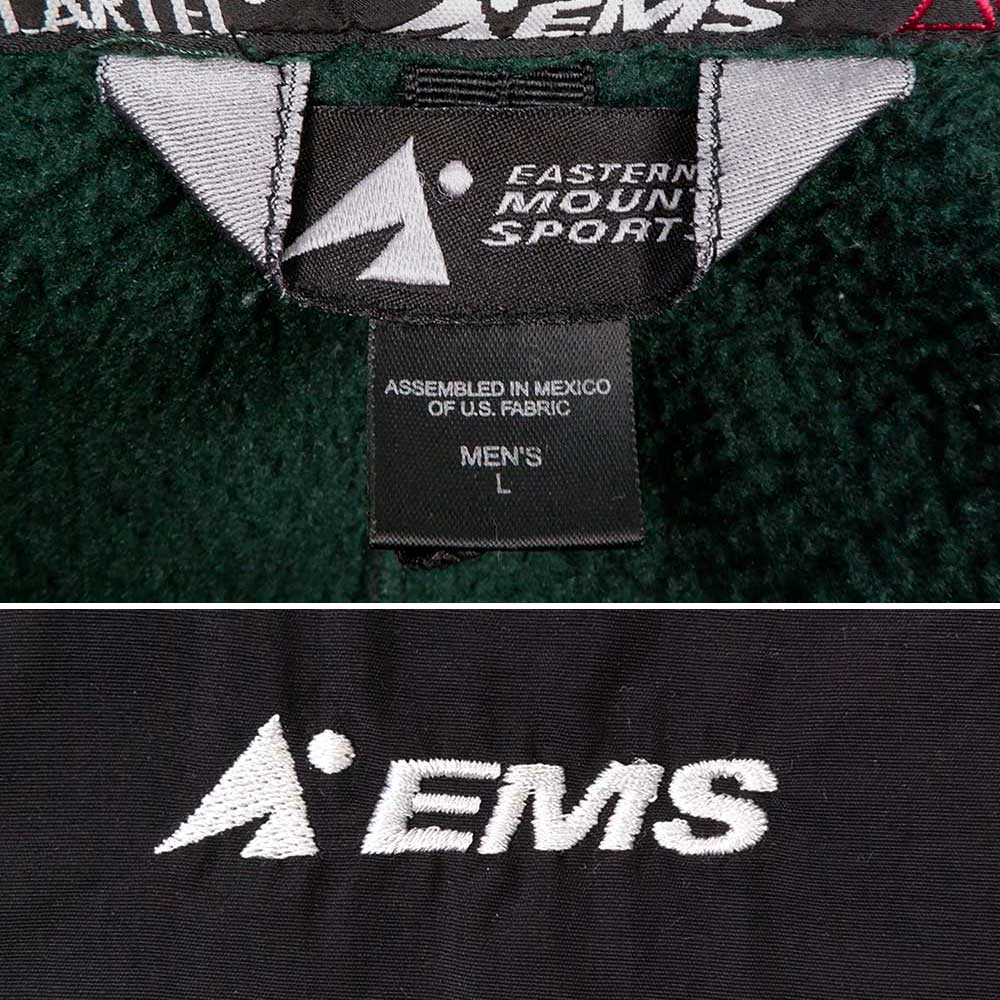 EMS
EASTERN
MOUN
SPORTS
ASSEMBLED IN MEXICO
OF U.S. FABRIC
MEN'S
L
EMS